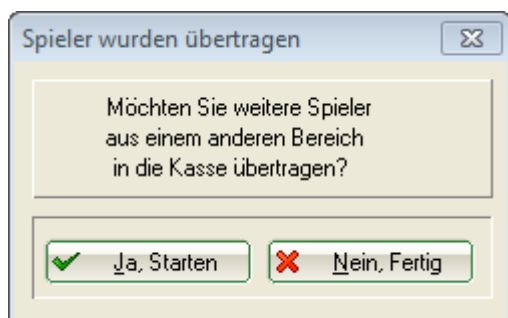 Spieler wurden übertragen
Möchten Sie weitere Spieler
aus einem anderen Bereich
in die Kasse übertragen?
Ja, Starten
Nein, Fertig